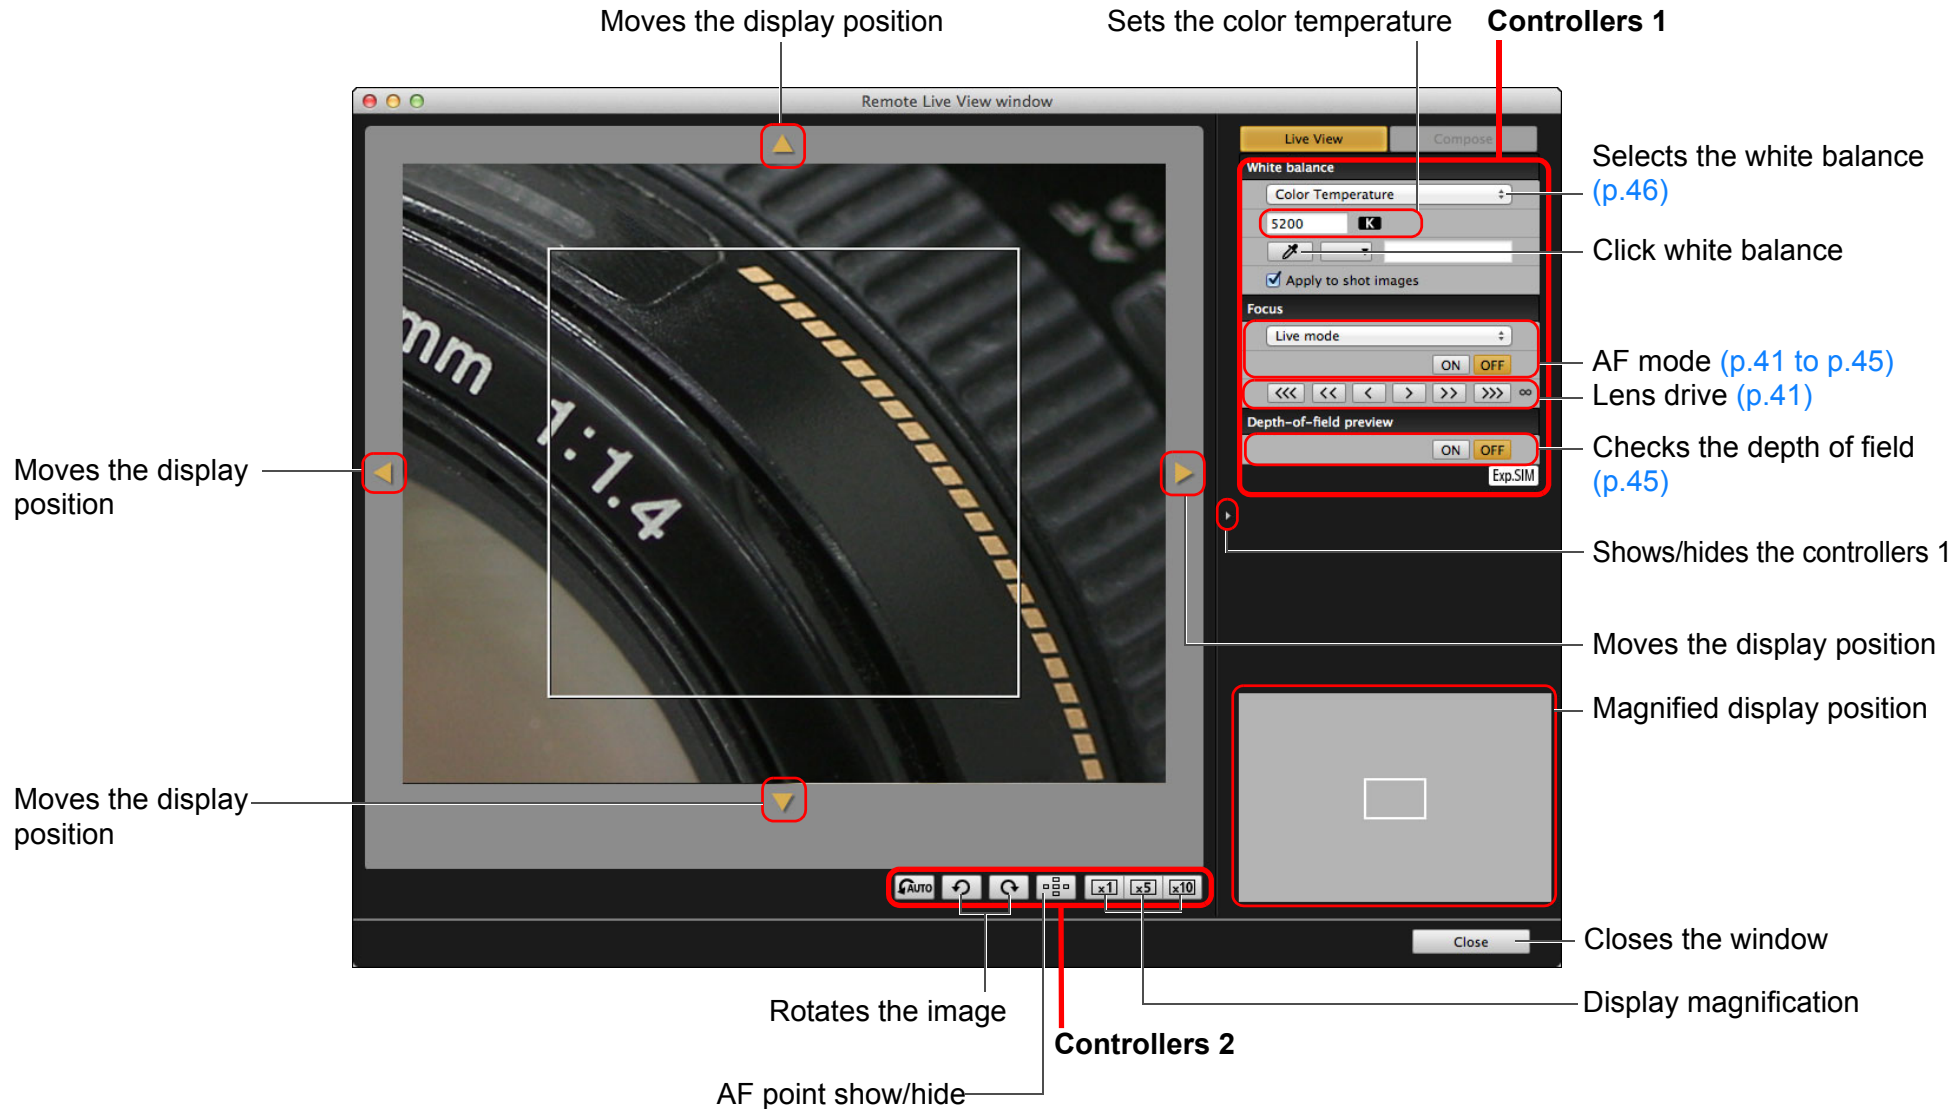 Moves the display position
Sets the color temperature
Controllers 1
Remote Live View window
Live View
Compose
White balance
Color Temperature
5200 K
Apply to shot images
Focus
Live mode
ON OFF
<<< << < > >> >>> ∞
Depth-of-field preview
ON OFF
Exp.SIM
Selects the white balance
(p.46)
Click white balance
AF mode (p.41 to p.45)
Lens drive (p.41)
Checks the depth of field
(p.45)
Shows/hides the controllers 1
Moves the display position
Magnified display position
Moves the display
position
Moves the display
position
mm 1:1.4
AUTO
x1 x5 x10
Close
Closes the window
Display magnification
Rotates the image
Controllers 2
AF point show/hide